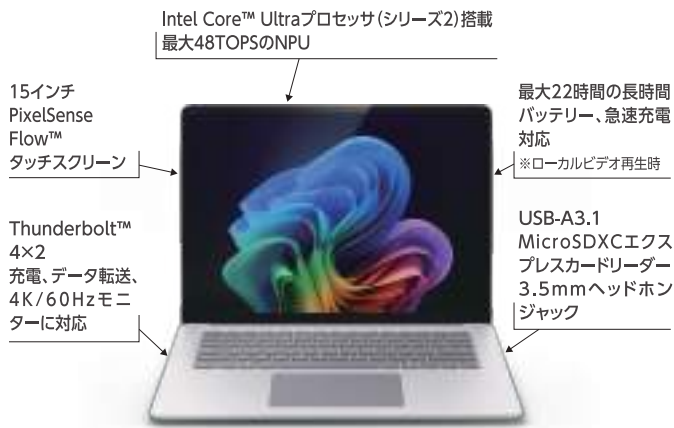 Intel Core™ Ultraプロセッサ(シリーズ2)搭載
最大48TOPSのNPU
15インチ
PixelSense
Flow™
タッチスクリーン
最大22時間の長時間
バッテリー、急速充電
対応
※ローカルビデオ再生時
Thunderbolt™
4×2
充電、データ転送、
4K/60Hzモニ
ターに対応
USB-A3.1
MicroSDXCエクス
プレスカードリーダー
3.5mmヘッドホン
ジャック